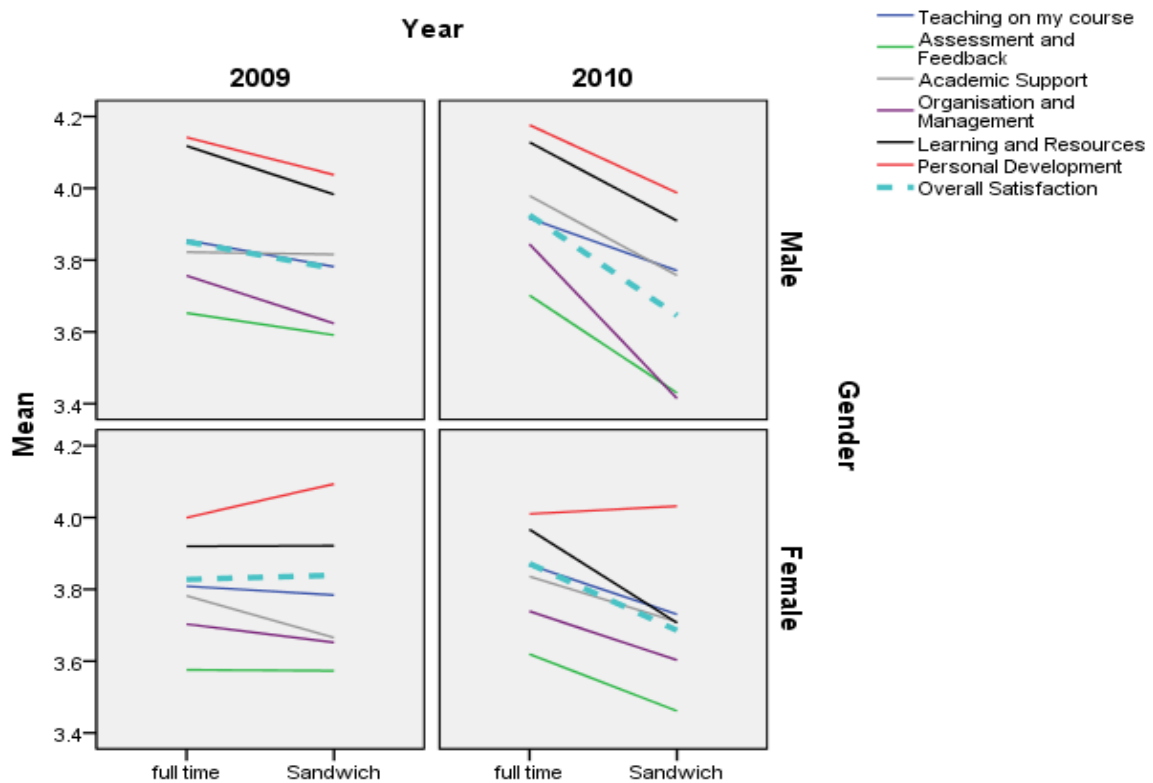 Year
2009
2010
Teaching on my course
Assessment and
Feedback
Academic Support
Organisation and
Management
Learning and Resources
Personal Development
Overall Satisfaction
4.2
4.0
3.8
3.6
3.4
Male
Mean
Gender
4.2
4.0
3.8
3.6
3.4
Female
full time
Sandwich
full time
Sandwich